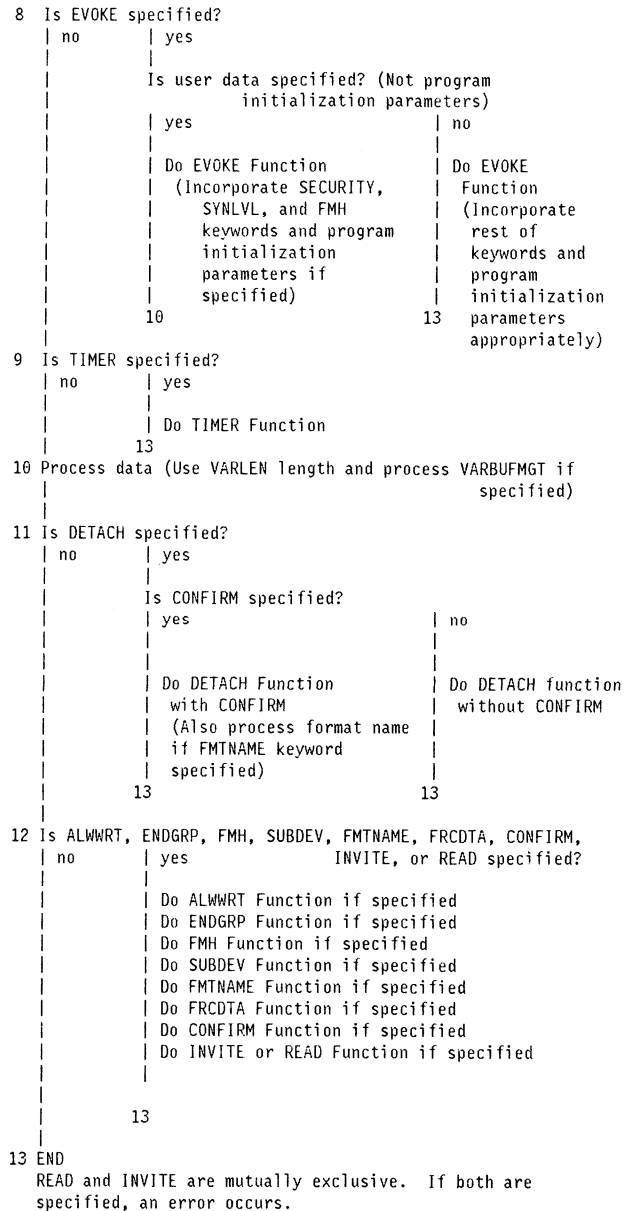 8 Is EVOKE specified?
no yes
Is user data specified? (Not program
initialization parameters)
yes no
Do EVOKE Function Do EVOKE
(Incorporate SECURITY, Function
SYNLVL, and FMH (Incorporate
keywords and program rest of
initialization keywords and
parameters if program
specified) initialization
10 13 parameters
appropriately)
9 Is TIMER specified?
no yes
Do TIMER Function
13
10 Process data (Use VARLEN length and process VARBUFMGT if
specified)
11 Is DETACH specified?
no yes
Is CONFIRM specified?
yes no
Do DETACH Function Do DETACH function
with CONFIRM without CONFIRM
(Also process format name
if FMTNAME keyword
specified)
13 13
12 Is ALWWRT, ENDGRP, FMH, SUBDEV, FMTNAME, FRCDTA, CONFIRM,
no yes INVITE, or READ specified?
Do ALWWRT Function if specified
Do ENDGRP Function if specified
Do FMH Function if specified
Do SUBDEV Function if specified
Do FMTNAME Function if specified
Do FRCDTA Function if specified
Do CONFIRM Function if specified
Do INVITE or READ Function if specified
13
13 END
READ and INVITE are mutually exclusive. If both are
specified, an error occurs.